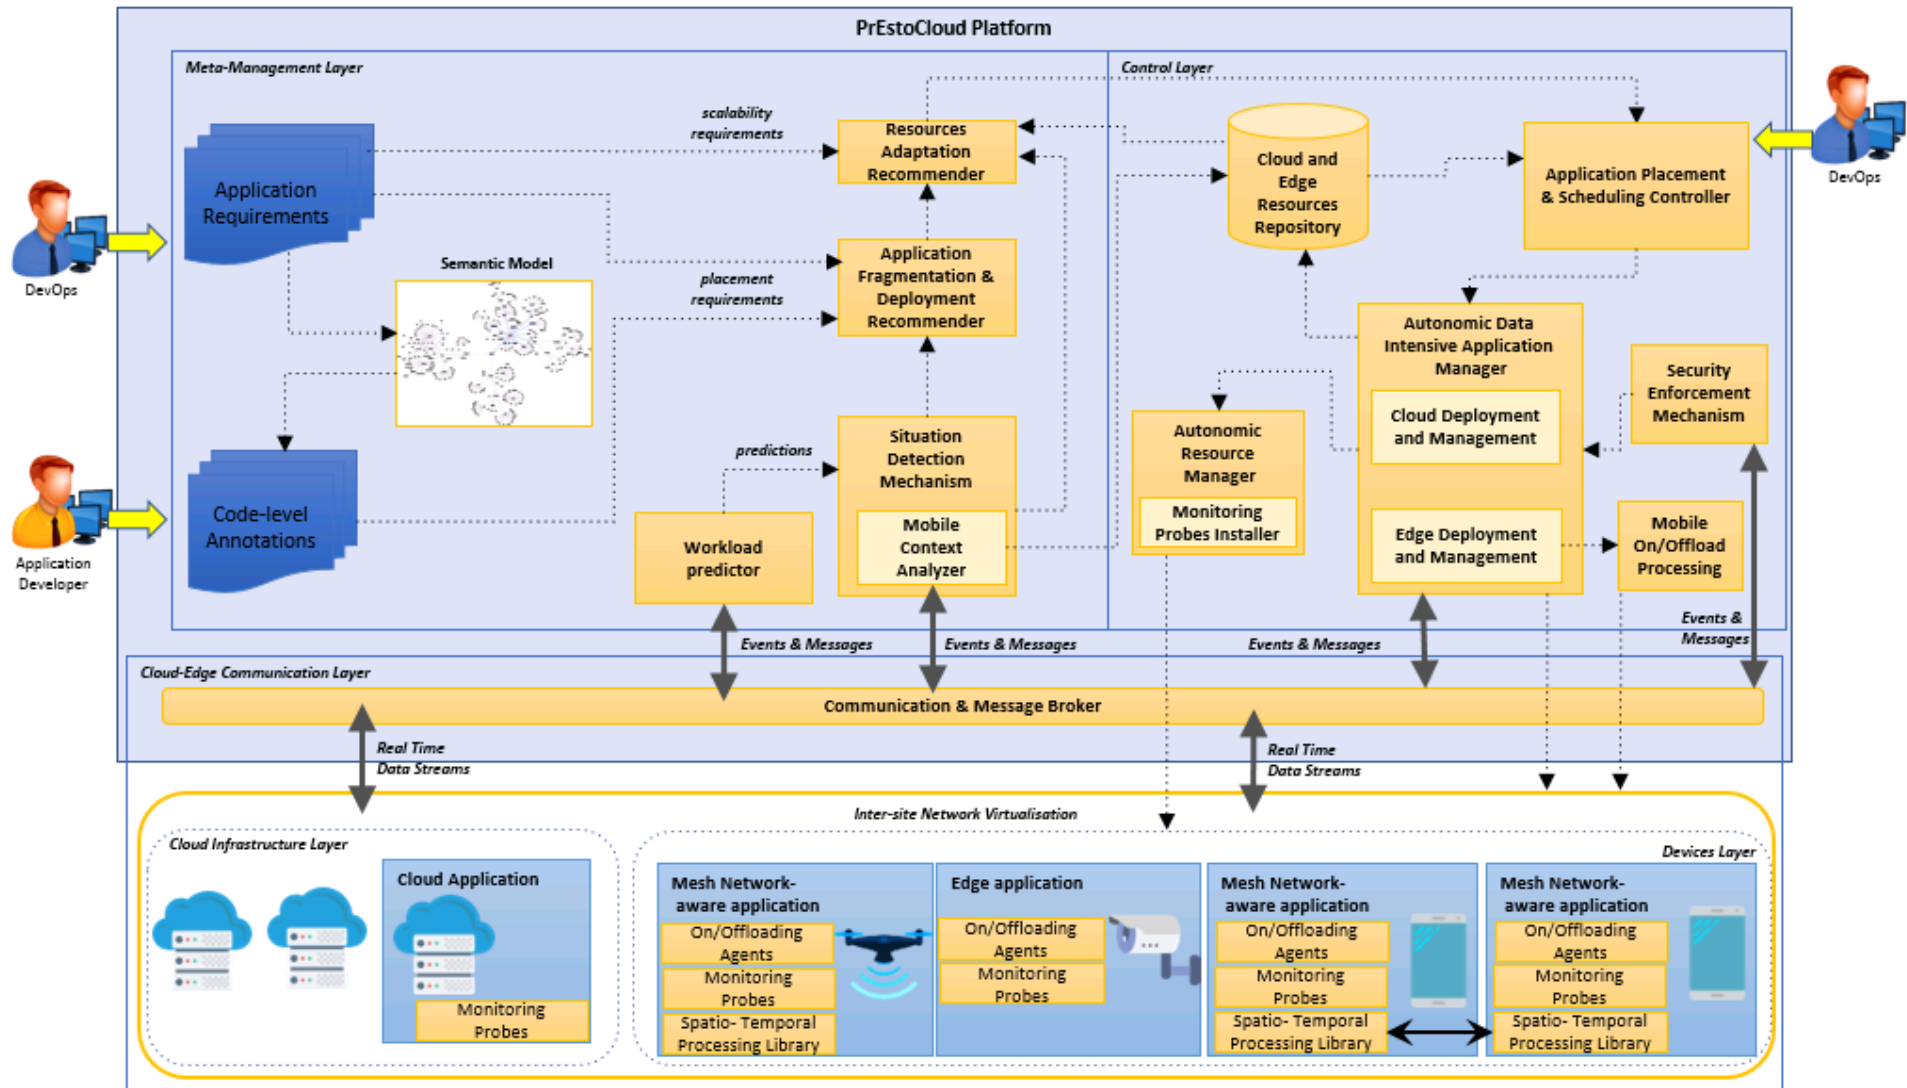 PrEstoCloud Platform
Meta-Management Layer
Control Layer
scalability
requirements
Resources
Adaptation
Recommender
Cloud and
Edge
Resources
Repository
Application Placement
& Scheduling Controller
DevOps
Application
Requirements
DevOps
Semantic Model
placement
requirements
Application
Fragmentation &
Deployment
Recommender
Autonomic Data
Intensive Application
Manager
Cloud Deployment
and Management
Edge Deployment
and Management
Security
Enforcement
Mechanism
Autonomic
Resource
Manager
Monitoring
Probes Installer
Mobile
On/Offload
Processing
predictions
Situation
Detection
Mechanism
Mobile
Context
Analyzer
Workload
predictor
Code-level
Annotations
Application
Developer
Events & Messages
Events & Messages
Events & Messages
Events &
Messages
Cloud-Edge Communication Layer
Communication & Message Broker
Real Time
Data Streams
Real Time
Data Streams
Inter-site Network Virtualisation
Cloud Infrastructure Layer
Devices Layer
Cloud Application
Monitoring
Probes
Mesh Network-
aware application
On/Offloading
Agents
Monitoring
Probes
Spatio- Temporal
Processing Library
Edge application
On/Offloading
Agents
Monitoring
Probes
Mesh Network-
aware application
On/Offloading
Agents
Monitoring
Probes
Spatio- Temporal
Processing Library
Mesh Network-
aware application
On/Offloading
Agents
Monitoring
Probes
Spatio- Temporal
Processing Library